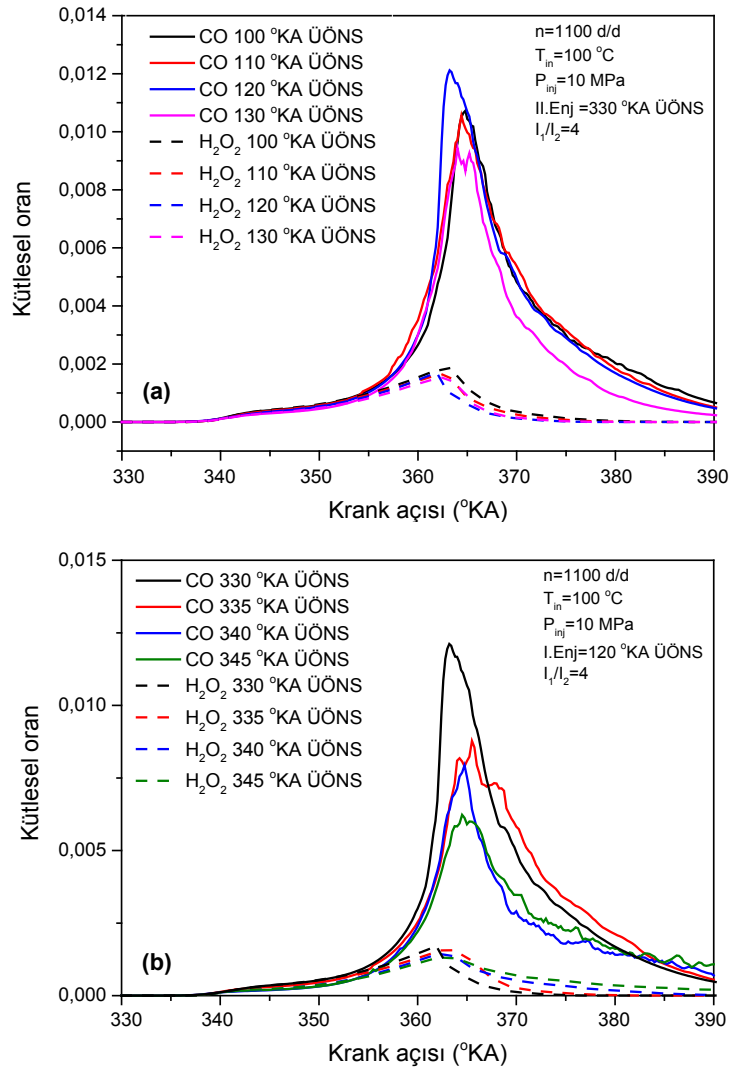 0,014
0,012
0,010
0,008
0,006
0,004
0,002
0,000
Kütlesel oran
CO 100 °KA ÜÖNS
CO 110 °KA ÜÖNS
CO 120 °KA ÜÖNS
CO 130 °KA ÜÖNS
H₂O₂ 100 °KA ÜÖNS
H₂O₂ 110 °KA ÜÖNS
H₂O₂ 120 °KA ÜÖNS
H₂O₂ 130 °KA ÜÖNS
n=1100 d/d
Tᵢₙ=100 °C
Pᵢₙⱼ=10 MPa
II.Enj =330 °KA ÜÖNS
I₁/I₂=4
(a)
330 340 350 360 370 380 390
Krank açısı (°KA)
0,015
0,010
0,005
0,000
Kütlesel oran
CO 330 °KA ÜÖNS
CO 335 °KA ÜÖNS
CO 340 °KA ÜÖNS
CO 345 °KA ÜÖNS
H₂O₂ 330 °KA ÜÖNS
H₂O₂ 335 °KA ÜÖNS
H₂O₂ 340 °KA ÜÖNS
H₂O₂ 345 °KA ÜÖNS
n=1100 d/d
Tᵢₙ=100 °C
Pᵢₙⱼ=10 MPa
I.Enj=120 °KA ÜÖNS
I₁/I₂=4
(b)
330 340 350 360 370 380 390
Krank açısı (°KA)